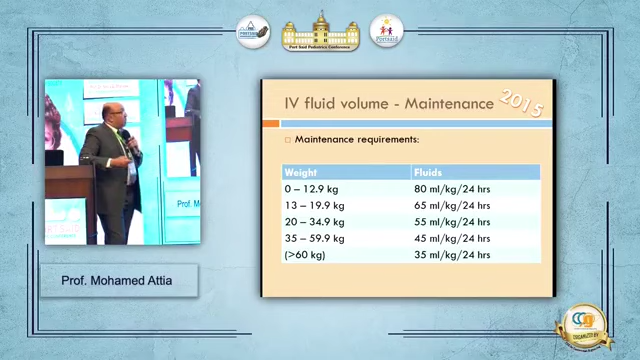 Port Said Pediatrics Conference
IV fluid volume - Maintenance
2015
Maintenance requirements:
Weight Fluids
0 – 12.9 kg 80 ml/kg/24 hrs
13 – 19.9 kg 65 ml/kg/24 hrs
20 – 34.9 kg 55 ml/kg/24 hrs
35 – 59.9 kg 45 ml/kg/24 hrs
(>60 kg) 35 ml/kg/24 hrs
Prof. Mohamed Attia
ORGANIZED BY